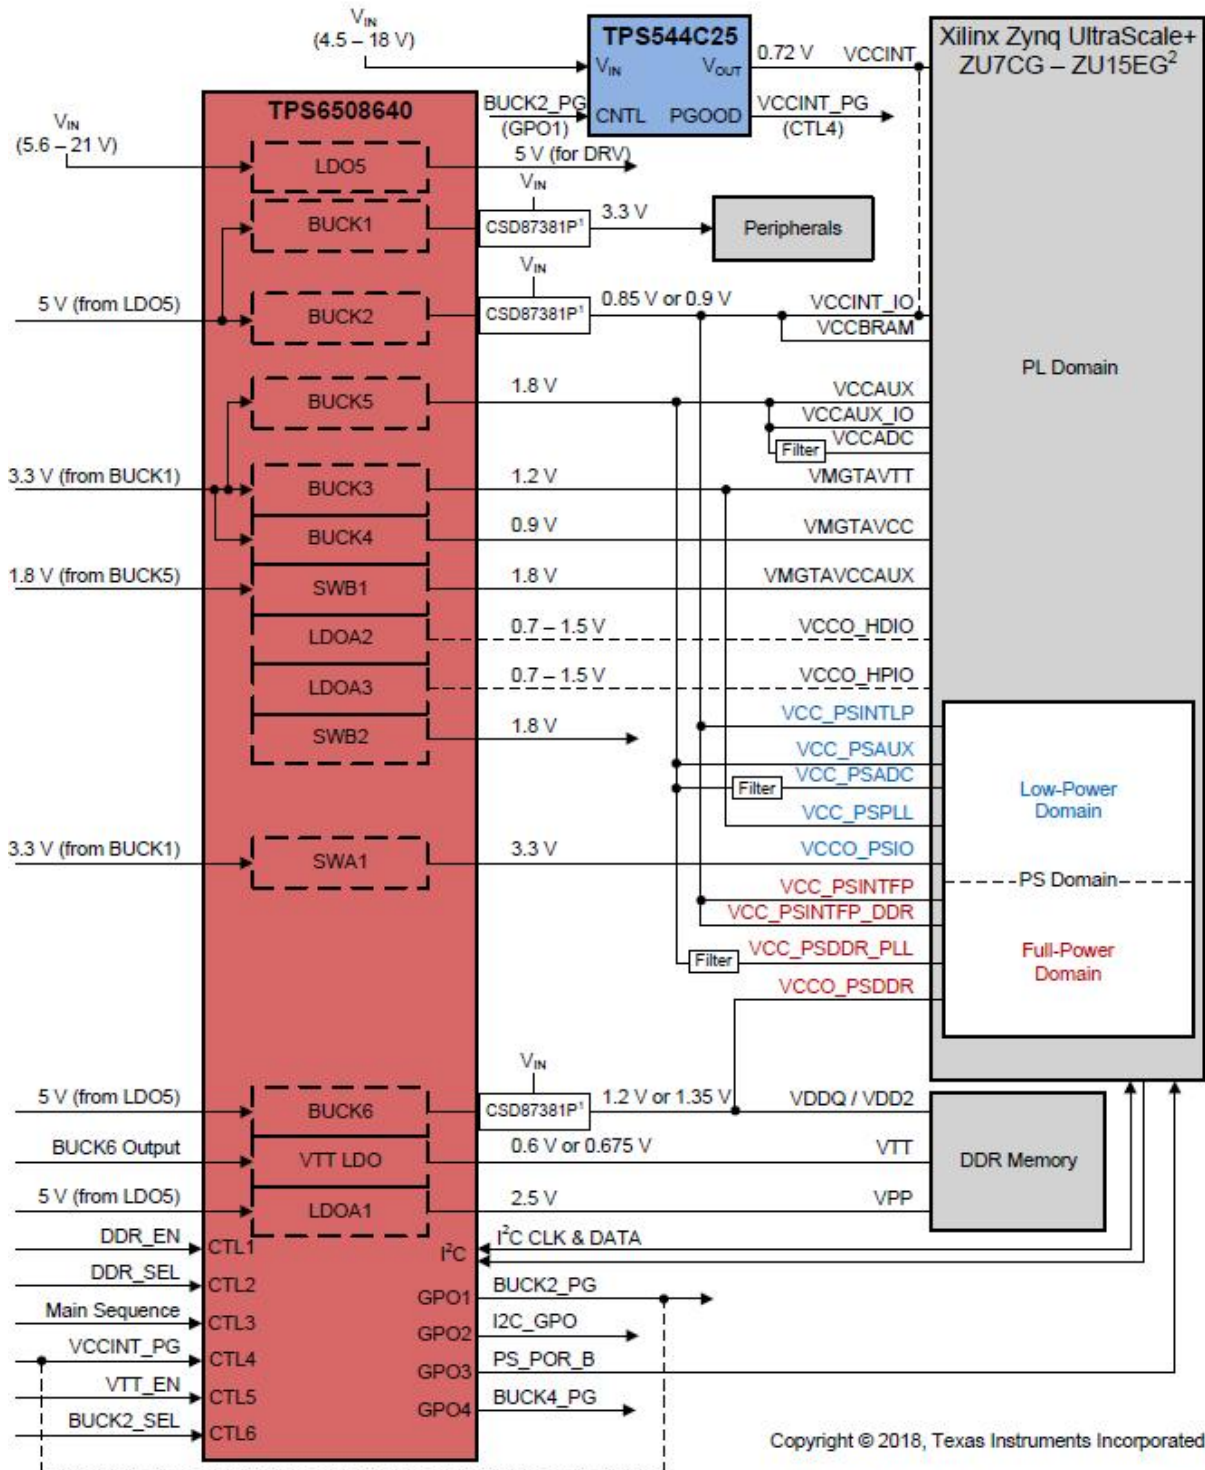 V_IN
(4.5 – 18 V)
TPS544C25
V_IN
V_OUT
0.72 V
VCCINT
Xilinx Zynq UltraScale+
ZU7CG – ZU15EG²
BUCK2_PG
(GPO1)
CNTL
PGOOD
VCCINT_PG
(CTL4)
TPS6508640
V_IN
(5.6 – 21 V)
LDO5
5 V (for DRV)
V_IN
BUCK1
CSD87381P¹
3.3 V
Peripherals
V_IN
5 V (from LDO5)
BUCK2
CSD87381P¹
0.85 V or 0.9 V
VCCINT_IO
VCCBRAM
PL Domain
BUCK5
1.8 V
VCCAUX
VCCAUX_IO
Filter
VCCADC
3.3 V (from BUCK1)
BUCK3
1.2 V
VMGTAVTT
BUCK4
0.9 V
VMGTAVCC
1.8 V (from BUCK5)
SWB1
1.8 V
VMGTAVCCAUX
LDOA2
0.7 – 1.5 V
VCCO_HDIO
LDOA3
0.7 – 1.5 V
VCCO_HPIO
SWB2
1.8 V
VCC_PSINTLP
VCC_PSAUX
Filter
VCC_PSADC
Low-Power
Domain
VCC_PSPLL
3.3 V (from BUCK1)
SWA1
3.3 V
VCCO_PSIO
PS Domain
VCC_PSINTFP
VCC_PSINTFP_DDR
Filter
VCC_PSDDR_PLL
Full-Power
Domain
VCCO_PSDDR
V_IN
5 V (from LDO5)
BUCK6
CSD87381P¹
1.2 V or 1.35 V
VDDQ / VDD2
BUCK6 Output
VTT LDO
0.6 V or 0.675 V
VTT
DDR Memory
5 V (from LDO5)
LDOA1
2.5 V
VPP
DDR_EN
CTL1
I²C
I²C CLK & DATA
DDR_SEL
CTL2
GPO1
BUCK2_PG
Main Sequence
CTL3
GPO2
I2C_GPO
VCCINT_PG
CTL4
GPO3
PS_POR_B
VTT_EN
CTL5
GPO4
BUCK4_PG
BUCK2_SEL
CTL6
Copyright © 2018, Texas Instruments Incorporated